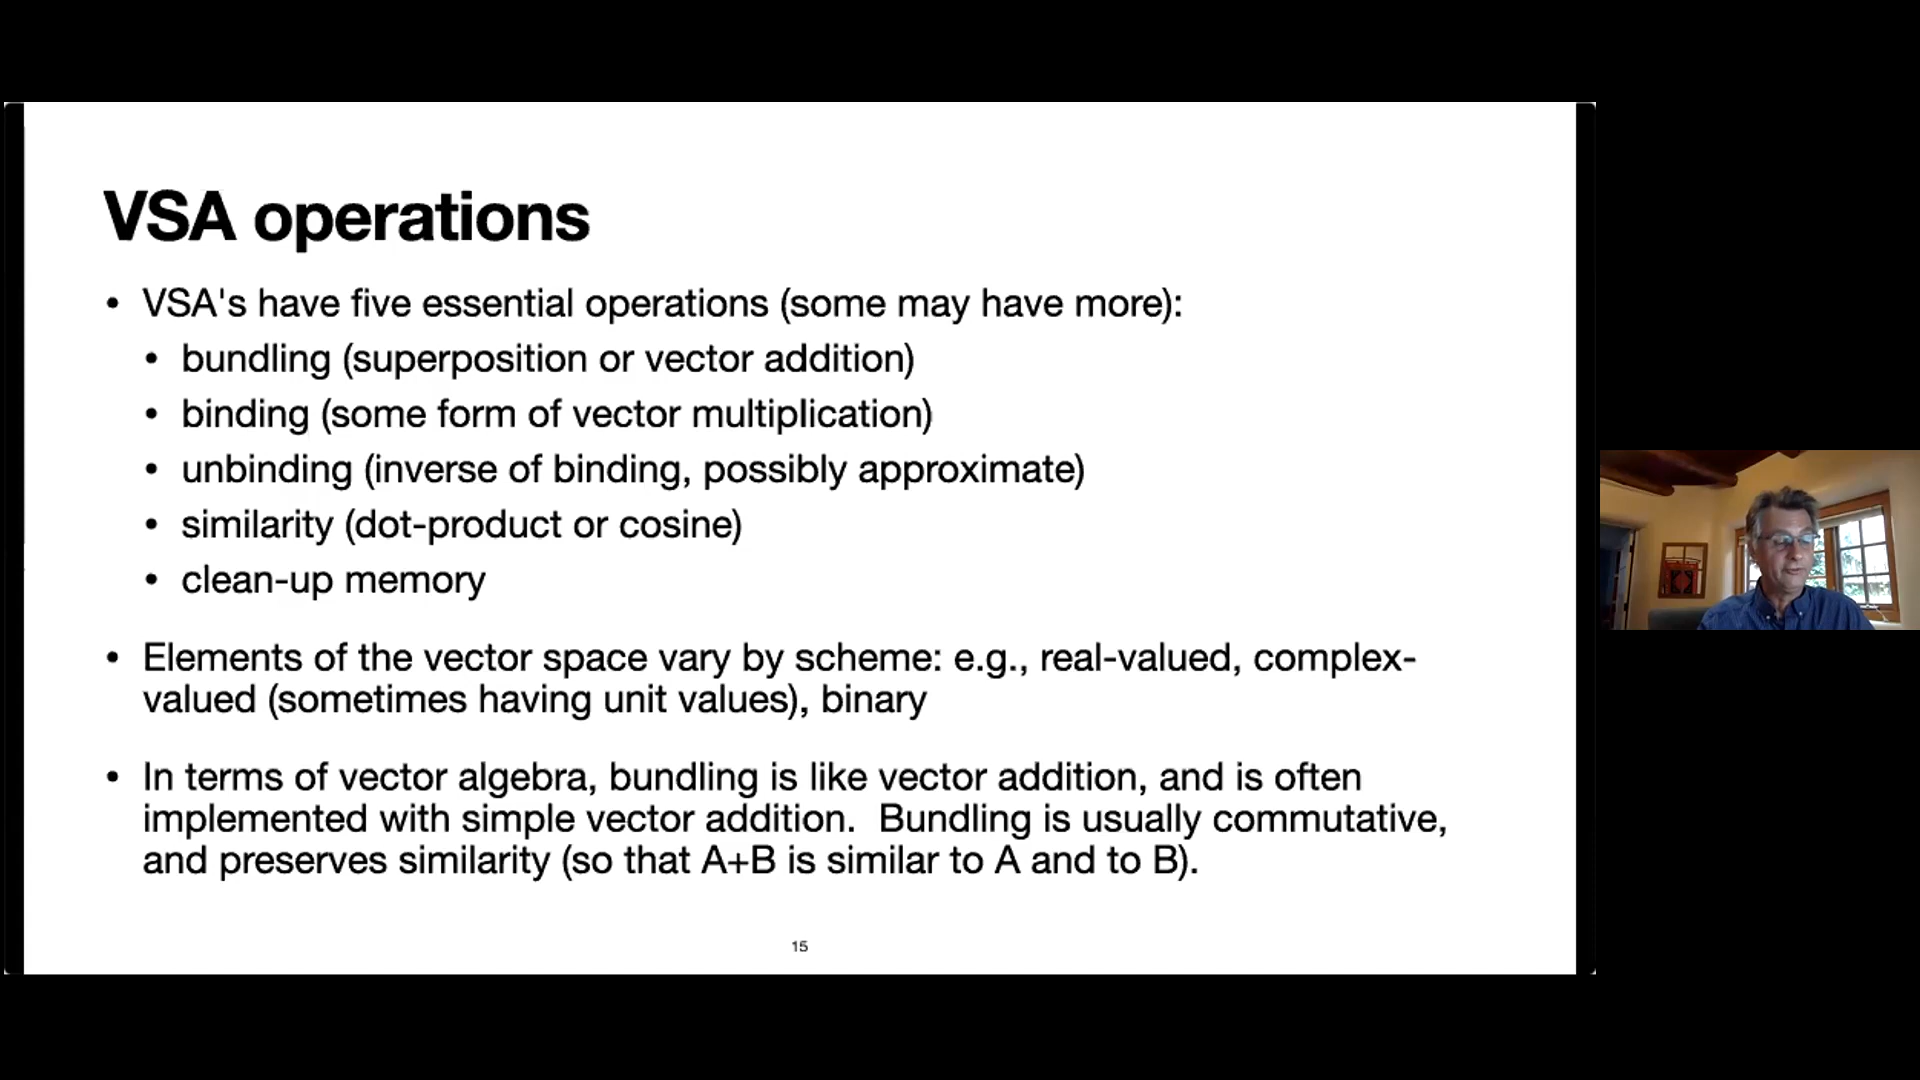 VSA operations
• VSA's have five essential operations (some may have more):
• bundling (superposition or vector addition)
• binding (some form of vector multiplication)
• unbinding (inverse of binding, possibly approximate)
• similarity (dot-product or cosine)
• clean-up memory
• Elements of the vector space vary by scheme: e.g., real-valued, complex-
valued (sometimes having unit values), binary
• In terms of vector algebra, bundling is like vector addition, and is often
implemented with simple vector addition.  Bundling is usually commutative,
and preserves similarity (so that A+B is similar to A and to B).
15